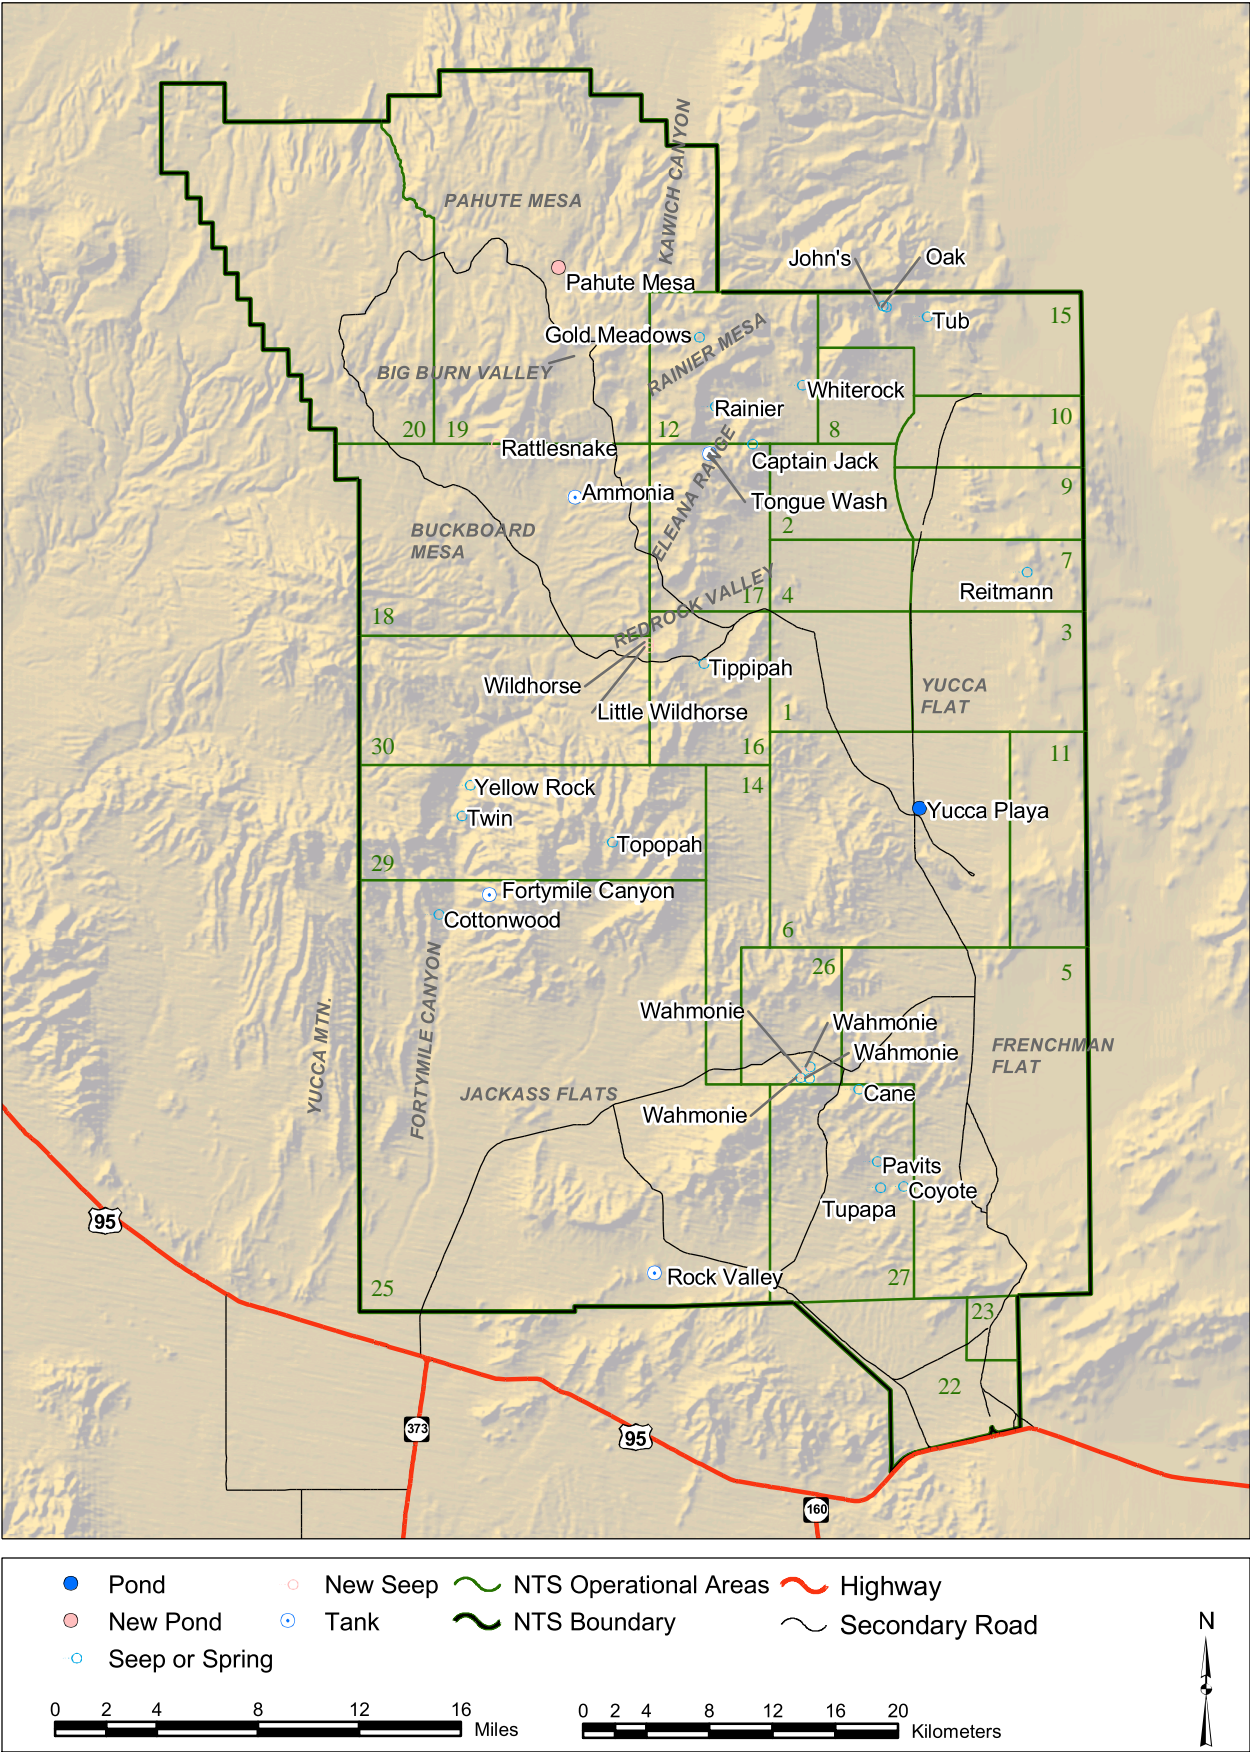 KAWICH CANYON
PAHUTE MESA
John's
Oak
Pahute Mesa
15
Tub
Gold Meadows
RAINIER MESA
BIG BURN VALLEY
Whiterock
Rainier
10
20
19
12
8
Rattlesnake
Captain Jack
9
Ammonia
Tongue Wash
ELEANA RANGE
BUCKBOARD
MESA
2
7
Reitmann
17
4
18
REDROCK VALLEY
3
Tippipah
Wildhorse
YUCCA
FLAT
Little Wildhorse
1
30
16
11
Yellow Rock
14
Yucca Playa
Twin
Topopah
29
Fortymile Canyon
Cottonwood
6
26
5
Wahmonie
Wahmonie
Wahmonie
FRENCHMAN
FLAT
YUCCA MTN.
FORTYMILE CANYON
JACKASS FLATS
Cane
Wahmonie
Pavits
Coyote
Tupapa
95
Rock Valley
25
27
23
22
373
95
160
Pond
New Seep
NTS Operational Areas
Highway
New Pond
Tank
NTS Boundary
Secondary Road
Seep or Spring
N
0 2 4 8 12 16
Miles
0 2 4 8 12 16 20
Kilometers